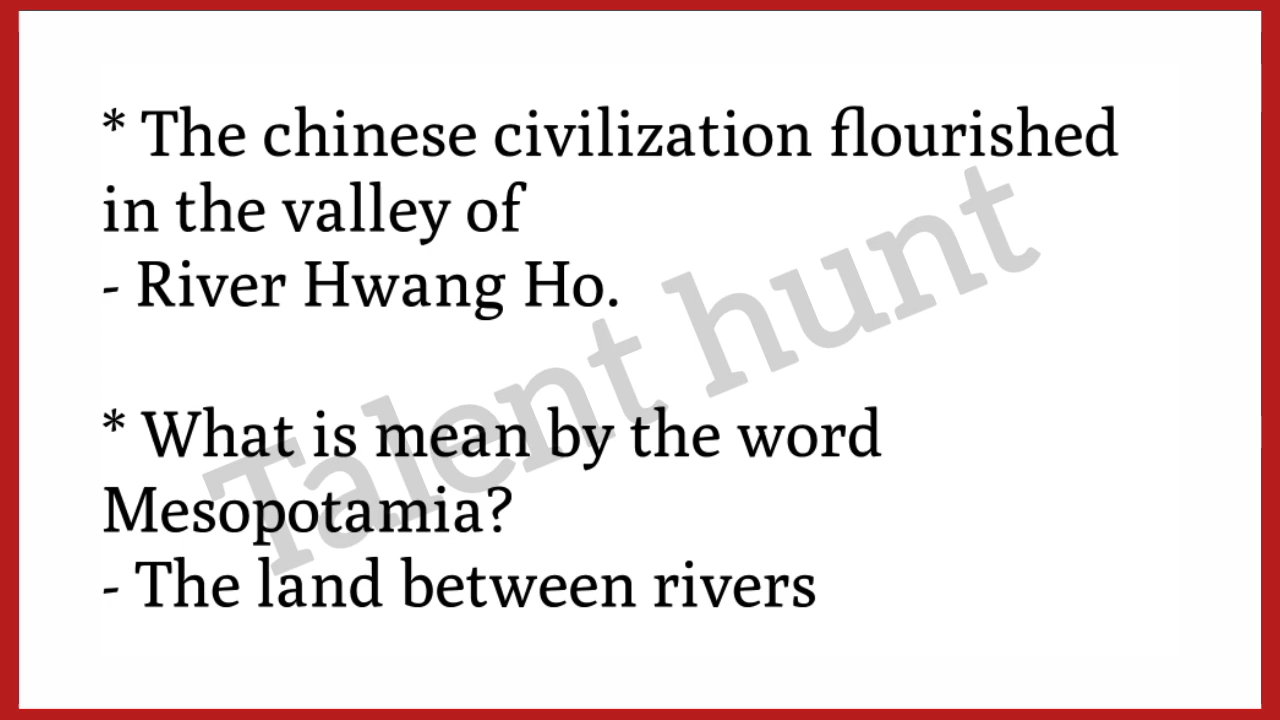 * The chinese civilization flourished
in the valley of
- River Hwang Ho.
* What is mean by the word
Mesopotamia?
- The land between rivers
Talent hunt